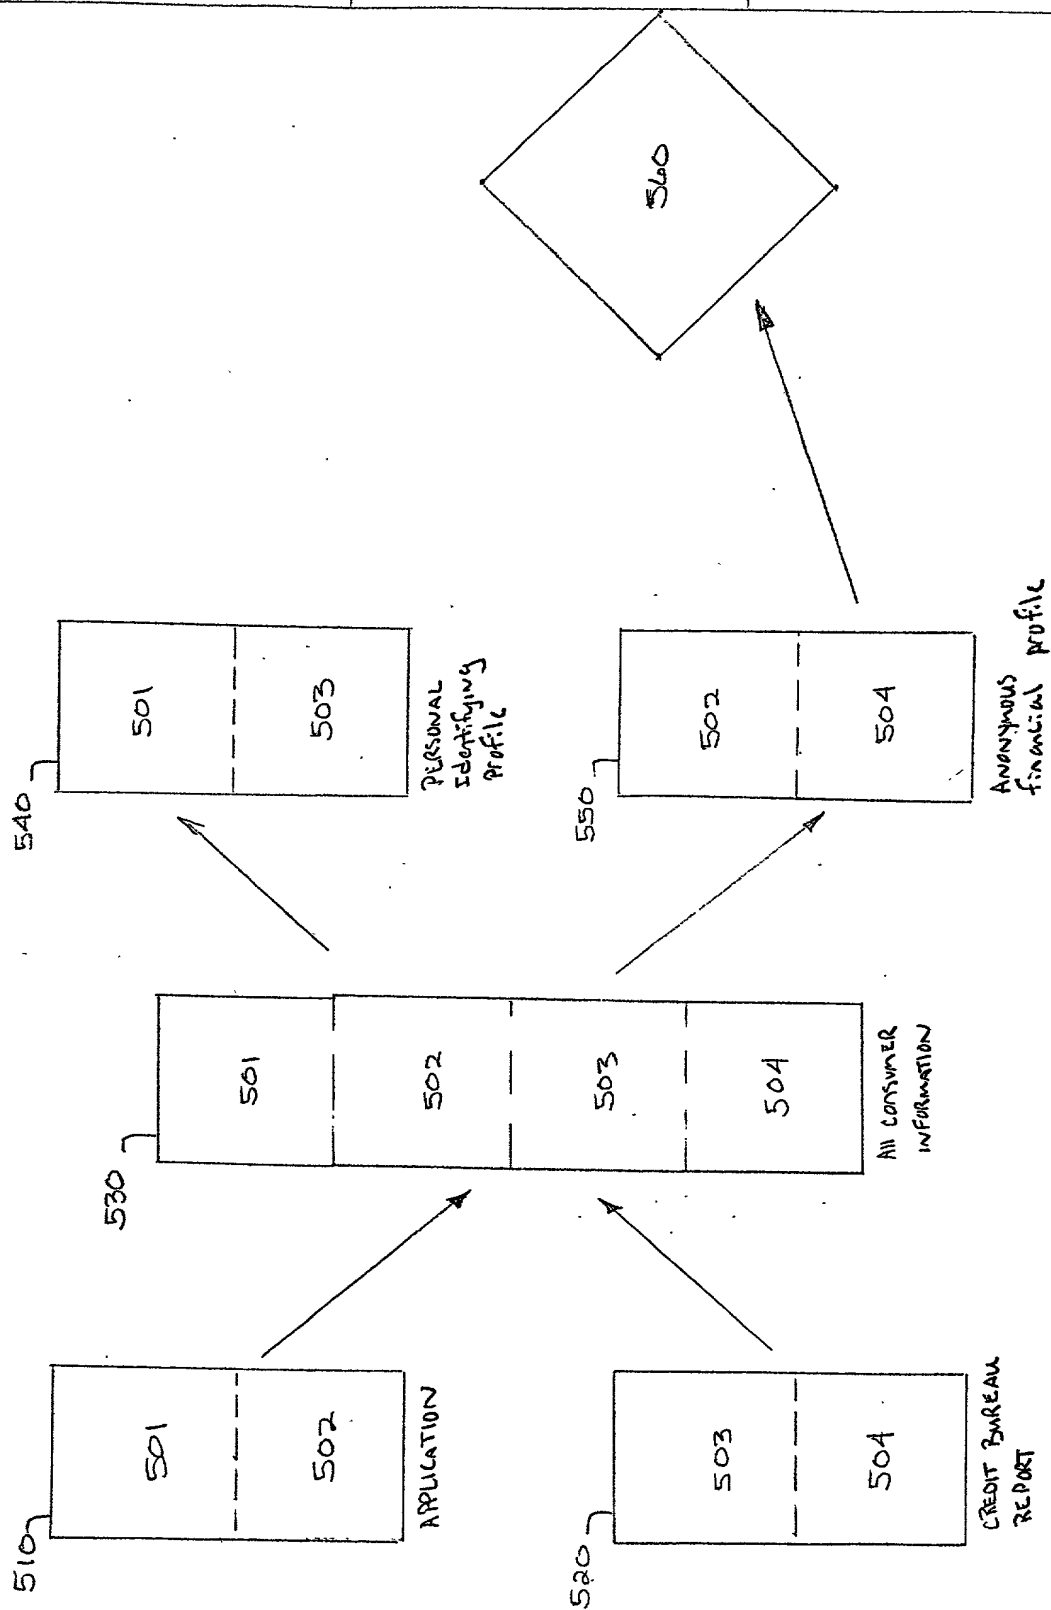 510
501
502
APPLICATION
520
503
504
CREDIT BUREAU
REPORT
530
501
502
503
504
All CONSUMER
INFORMATION
540
501
503
PERSONAL
Identifying
Profile
550
502
504
Anonymous
financial profile
560